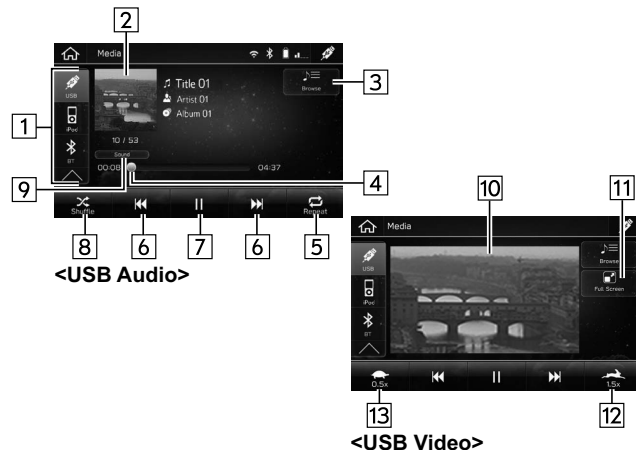 2
Media
3
Title 01
Artist 01
Album 01
Browse
USB
1
iPod
10 / 53
BT
Sound
00:08
04:37
9
4
Shuffle
Repeat
8
6
7
6
5
<USB Audio>
10
11
Media
USB
Browse
iPod
Full Screen
BT
0.5x
1.5x
13
12
<USB Video>